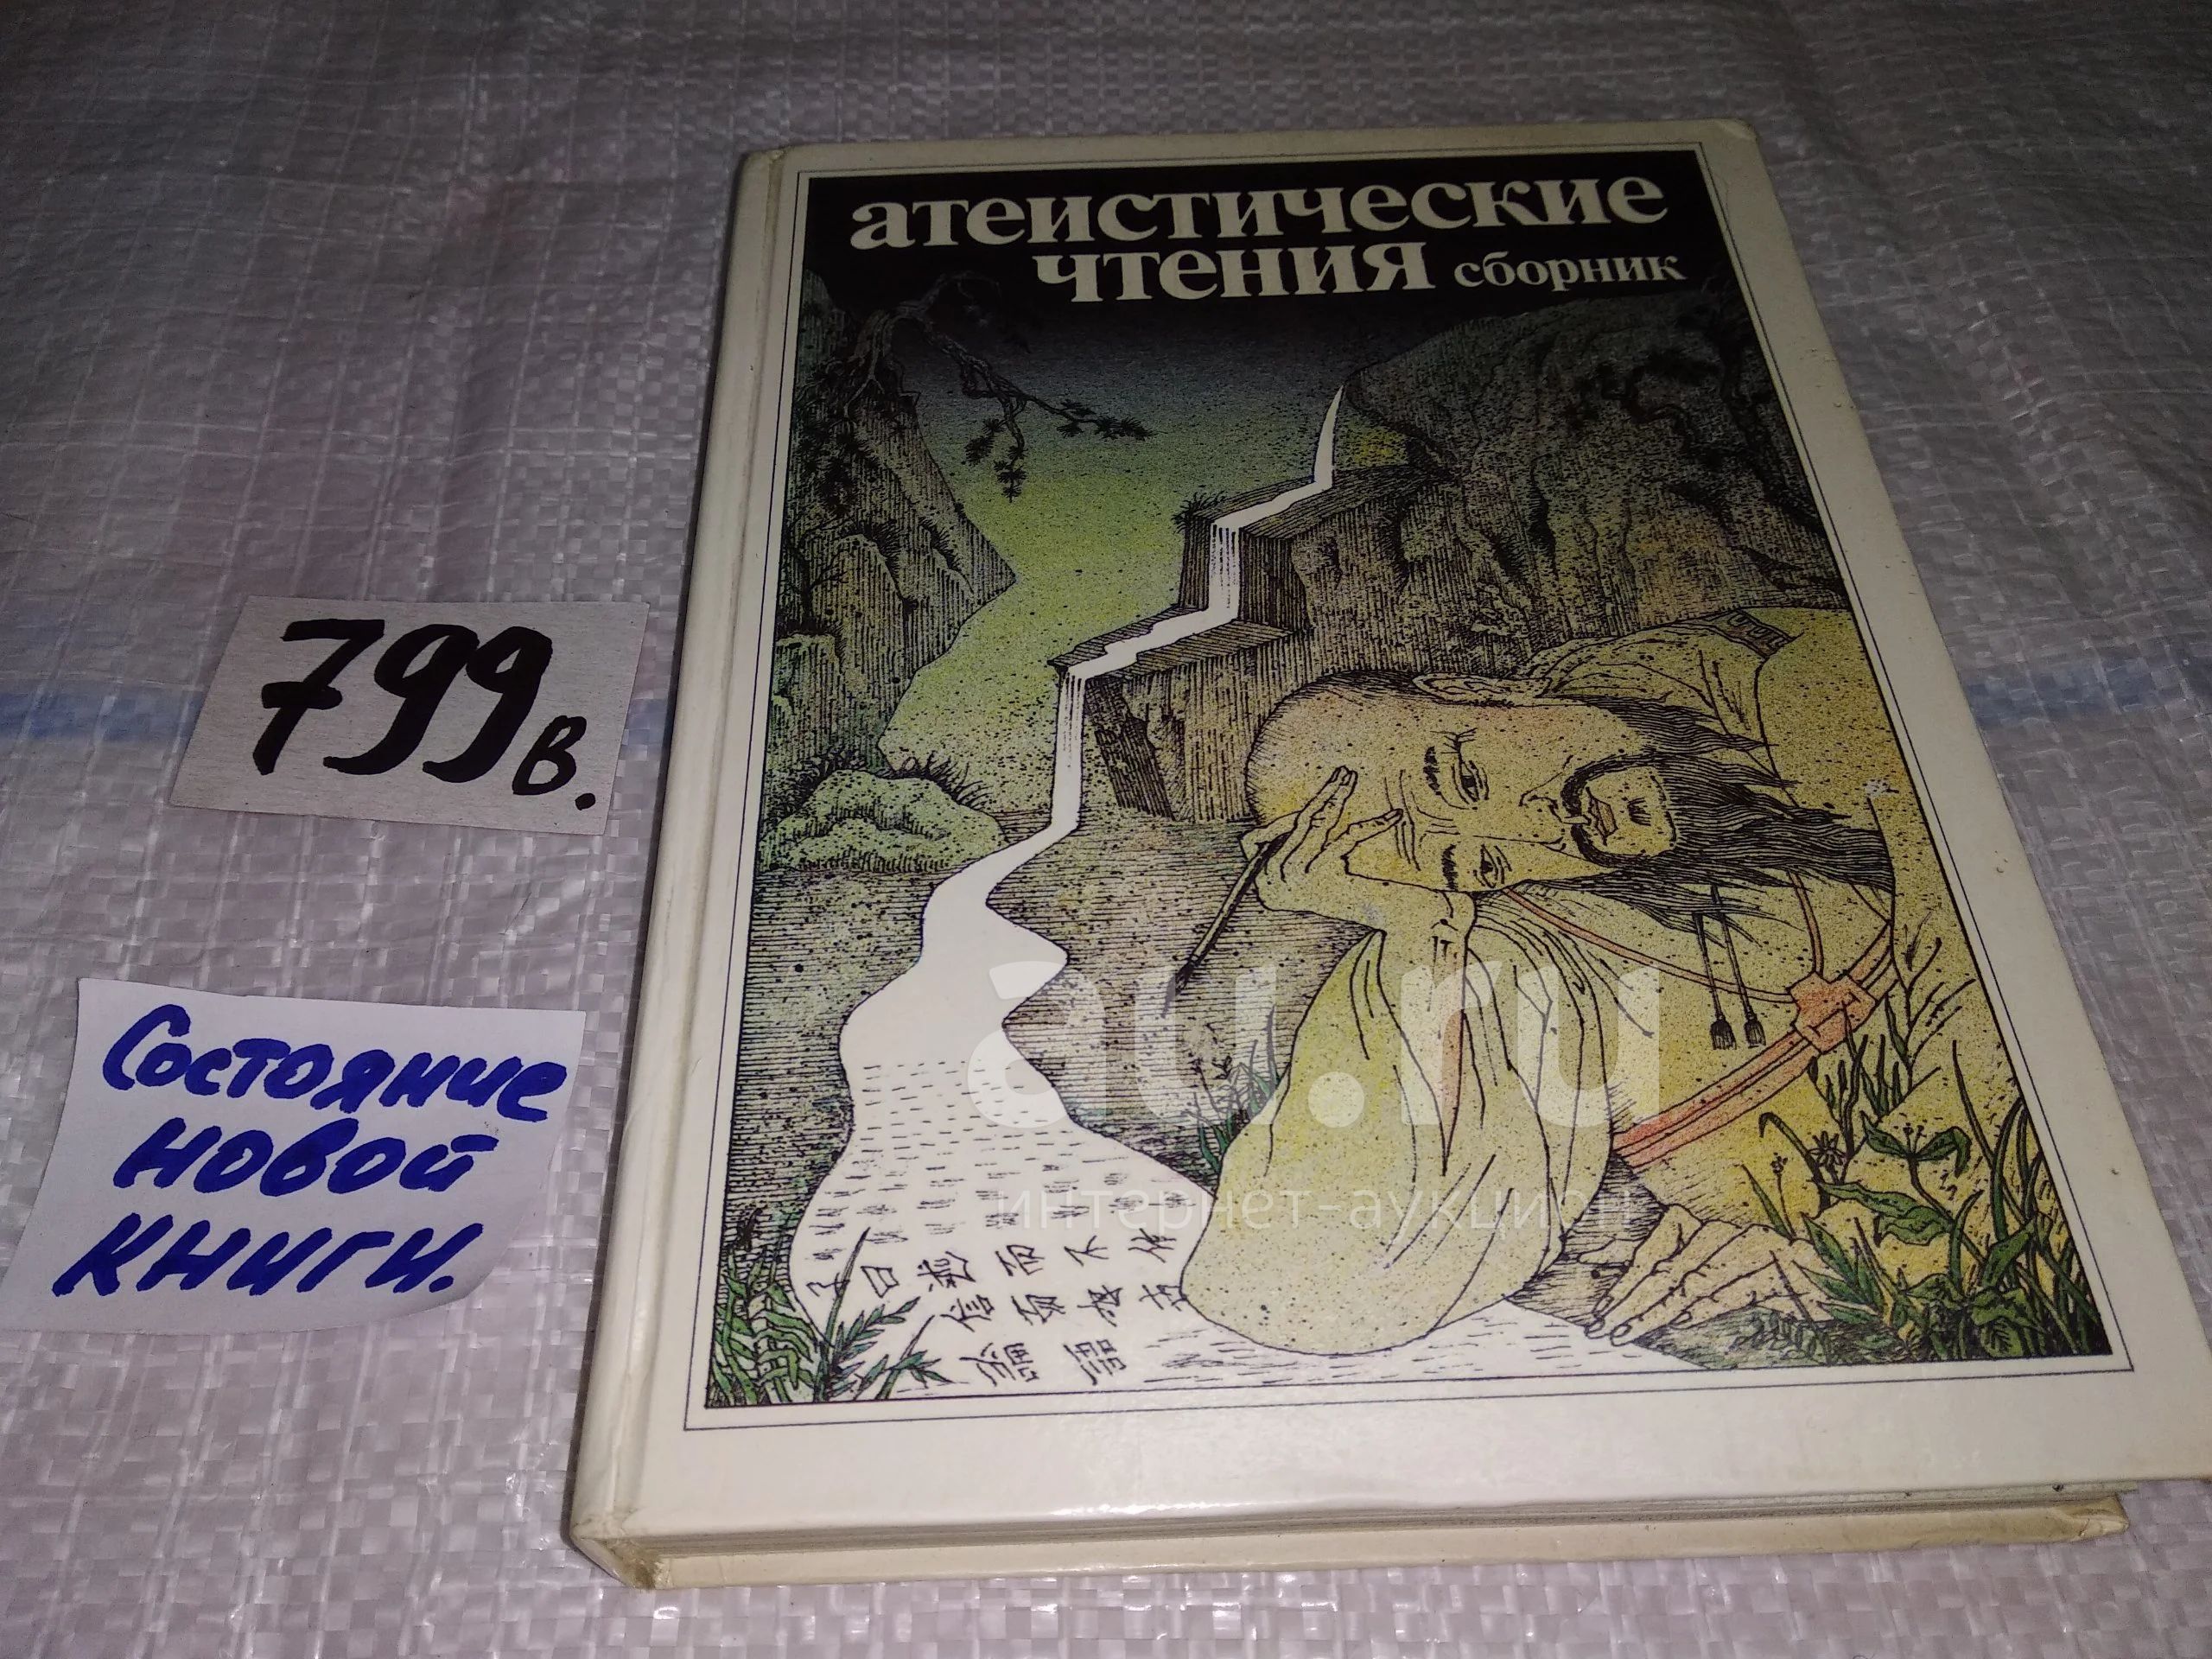 атеистические
чтения сборник
799в.
Состояние
новой
книги.
au.ru
интернет-аукцион